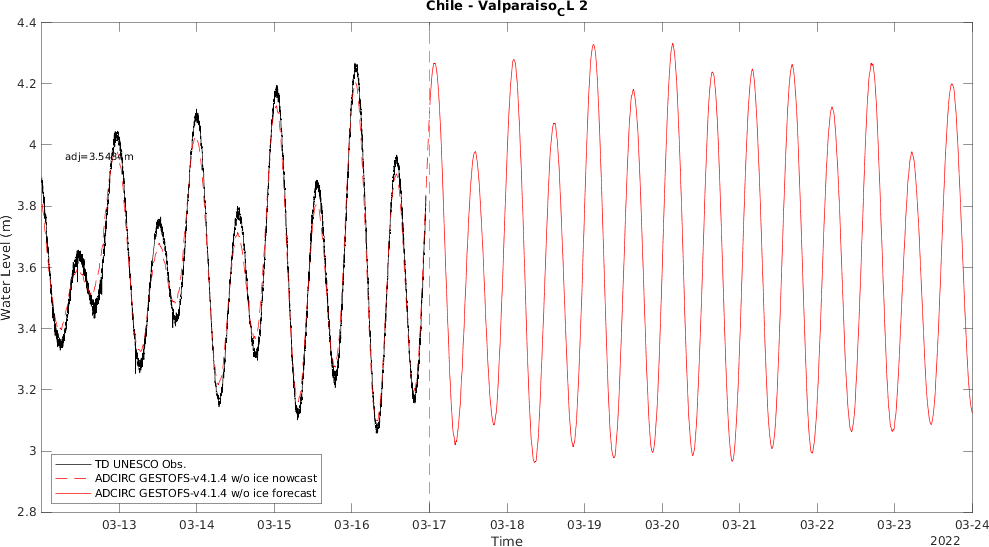 Chile - Valparaiso_C L 2
4.4
4.2
4
3.8
3.6
3.4
3.2
3
2.8
Water Level (m)
adj=3.5484m
TD UNESCO Obs.
ADCIRC GESTOFS-v4.1.4 w/o ice nowcast
ADCIRC GESTOFS-v4.1.4 w/o ice forecast
03-13 03-14 03-15 03-16 03-17 03-18 03-19 03-20 03-21 03-22 03-23 03-24
Time
2022